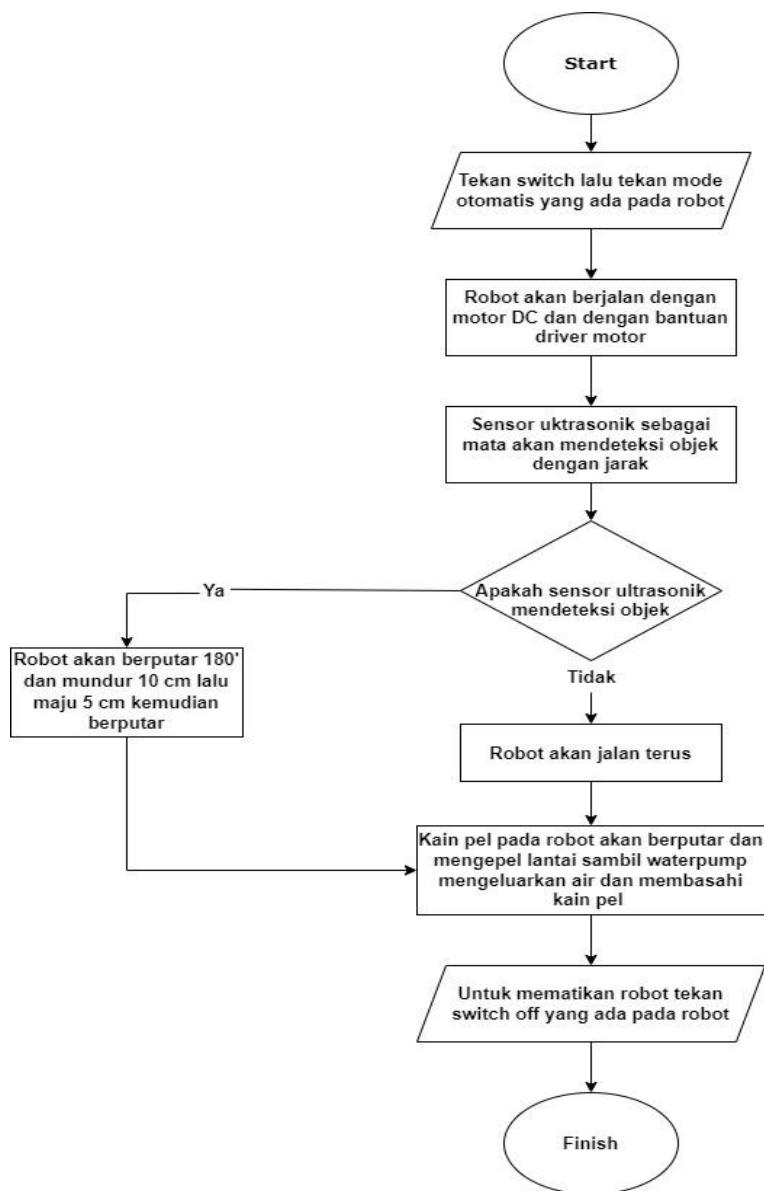 Start
Tekan switch lalu tekan mode
otomatis yang ada pada robot
Robot akan berjalan dengan
motor DC dan dengan bantuan
driver motor
Sensor uktrasonik sebagai
mata akan mendeteksi objek
dengan jarak
Apakah sensor ultrasonik
mendeteksi objek
Ya
Robot akan berputar 180'
dan mundur 10 cm lalu
maju 5 cm kemudian
berputar
Tidak
Robot akan jalan terus
Kain pel pada robot akan berputar dan
mengepel lantai sambil waterpump
mengeluarkan air dan membasahi
kain pel
Untuk mematikan robot tekan
switch off yang ada pada robot
Finish